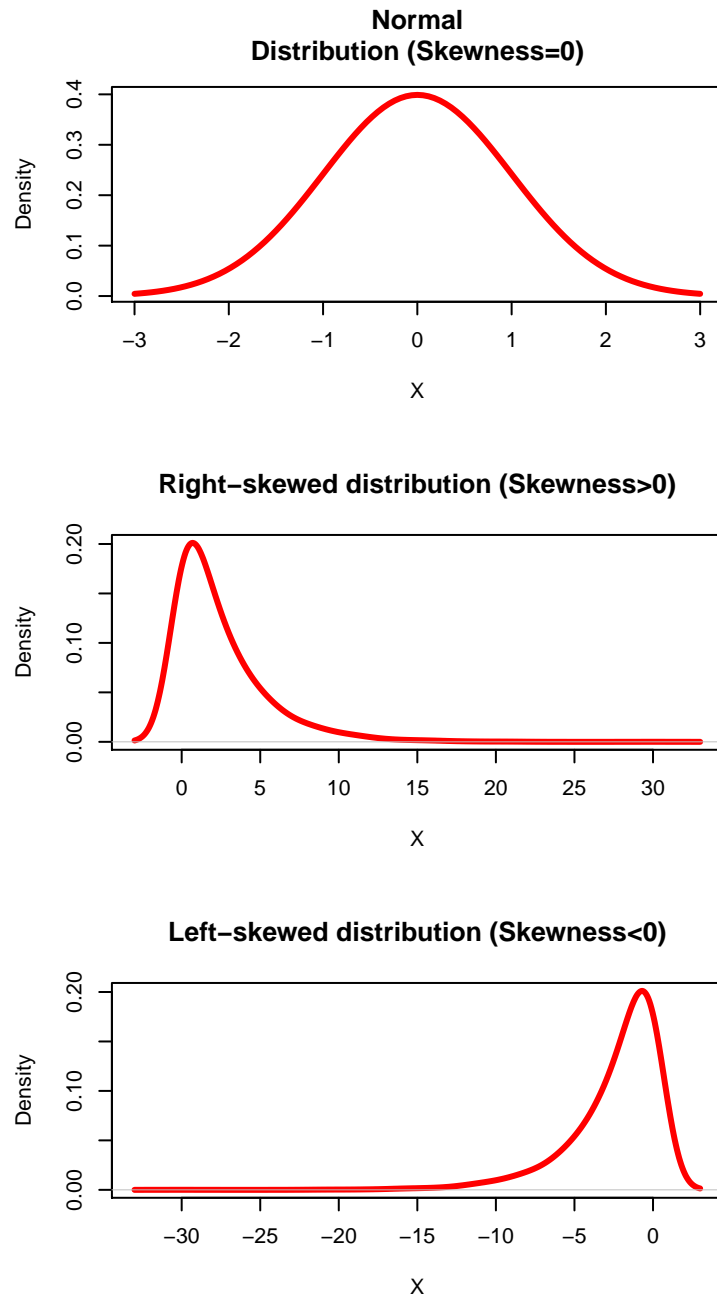 Normal
Distribution (Skewness=0)
0.4
0.3
0.2
0.1
0.0
Density
−3 −2 −1 0 1 2 3
X
Right−skewed distribution (Skewness>0)
0.20
0.10
0.00
Density
0 5 10 15 20 25 30
X
Left−skewed distribution (Skewness<0)
0.20
0.10
0.00
Density
−30 −25 −20 −15 −10 −5 0
X